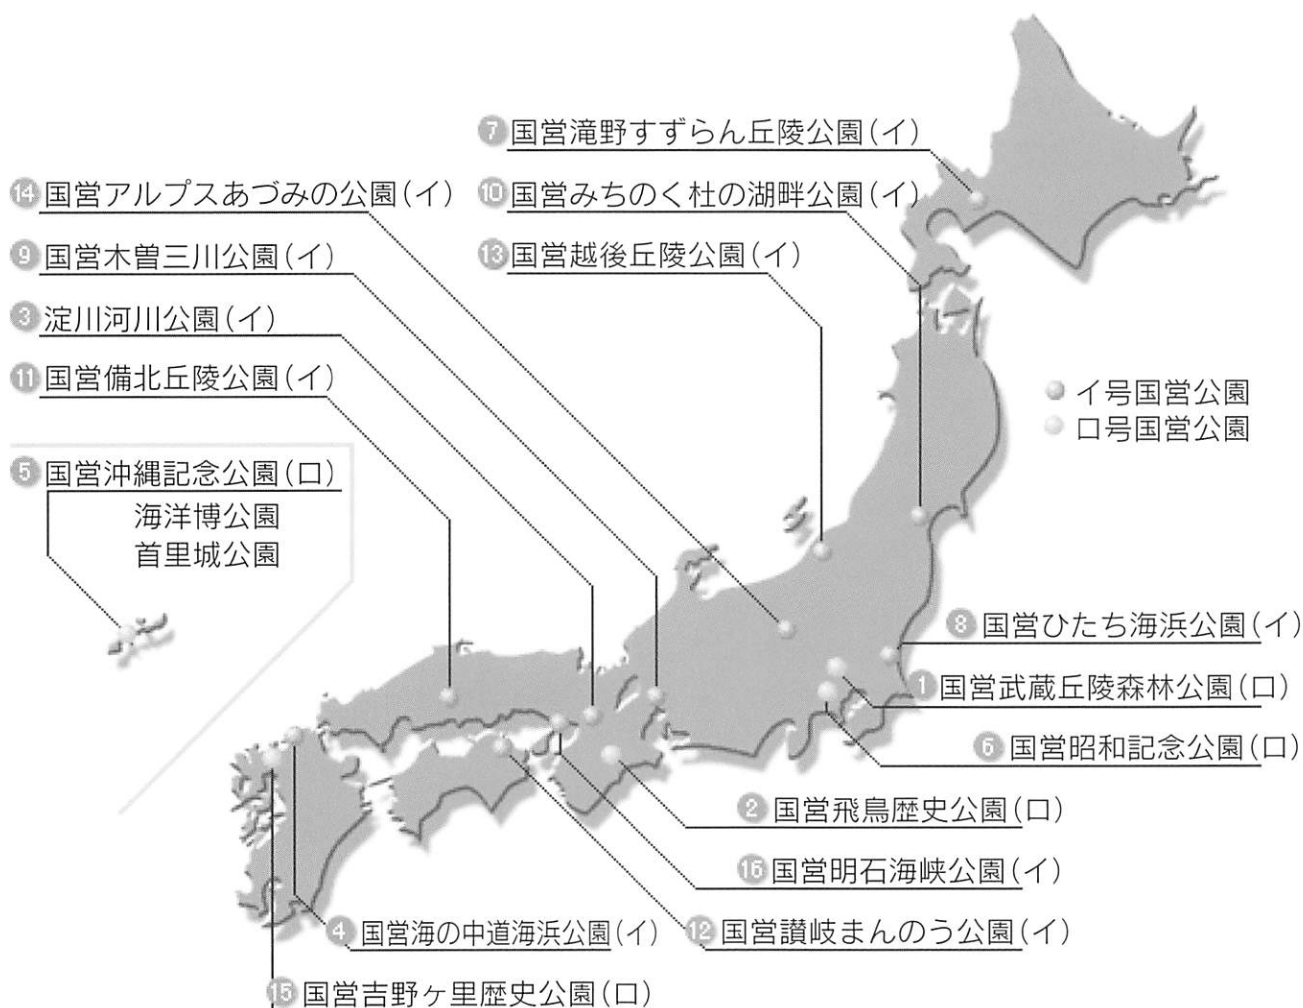 ⑦国営滝野すずらん丘陵公園(イ)
⑭国営アルプスあづみの公園(イ)
⑩国営みちのく杜の湖畔公園(イ)
⑨国営木曽三川公園(イ)
⑬国営越後丘陵公園(イ)
③淀川河川公園(イ)
⑪国営備北丘陵公園(イ)
イ号国営公園
ロ号国営公園
⑤国営沖縄記念公園(ロ)
海洋博公園
首里城公園
⑧国営ひたち海浜公園(イ)
①国営武蔵丘陵森林公園(ロ)
⑥国営昭和記念公園(ロ)
②国営飛鳥歴史公園(ロ)
⑯国営明石海峡公園(イ)
④国営海の中道海浜公園(イ)
⑫国営讃岐まんのう公園(イ)
⑮国営吉野ヶ里歴史公園(ロ)